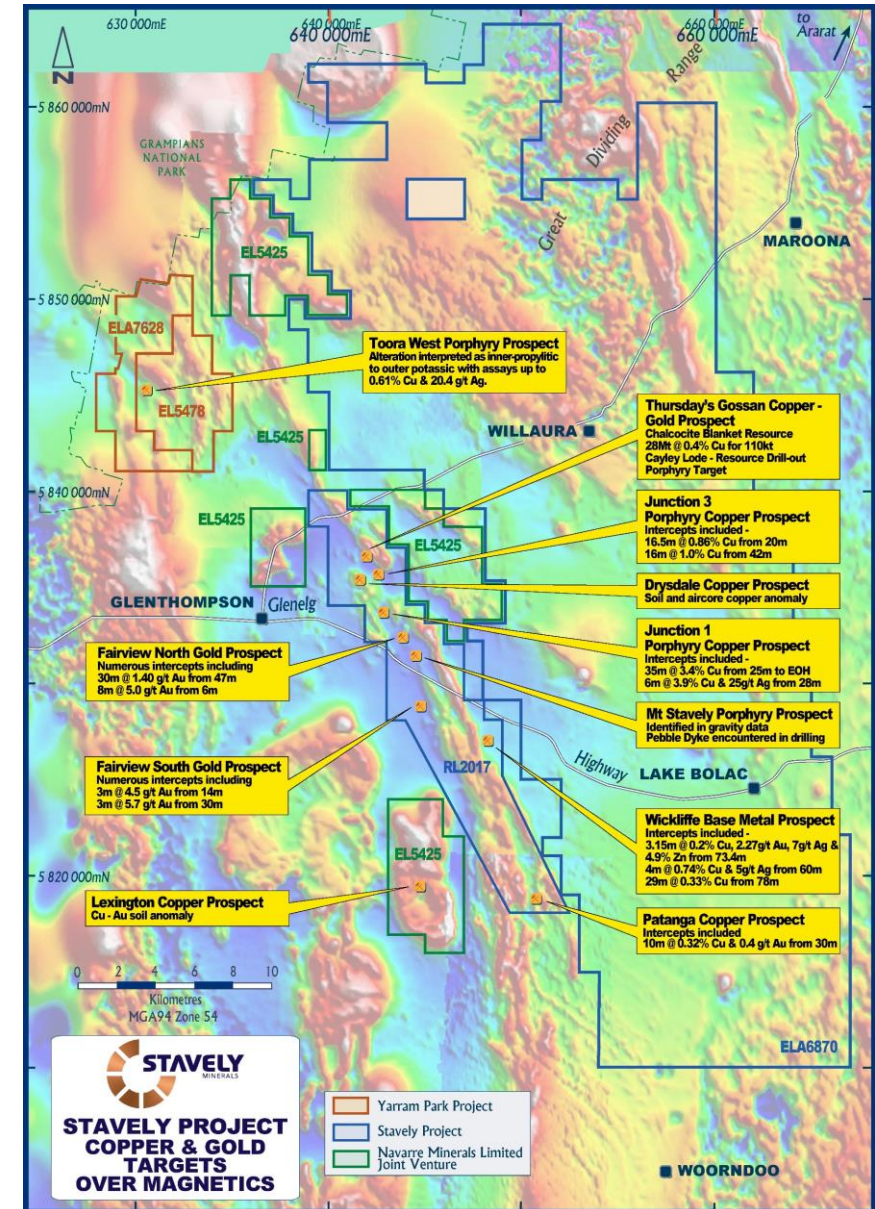 630 000mE
640 000mE
640 000mE
660 000mE
660 000mE
to
Ararat
N
5 860 000mN
GRAMPIANS
NATIONAL
PARK
Great
Dividing
Range
MAROONA
EL5425
5 850 000mN
ELA7628
Toora West Porphyry Prospect
Alteration interpreted as inner-propylitic
to outer potassic with assays up to
0.61% Cu & 20.4 g/t Ag.
EL5478
EL5425
WILLAURA
Thursday's Gossan Copper -
Gold Prospect
Chalcocite Blanket Resource
28Mt @ 0.4% Cu for 110kt
Cayley Lode - Resource Drill-out
Porphyry Target
5 840 000mN
EL5425
EL5425
Junction 3
Porphyry Copper Prospect
Intercepts included -
16.5m @ 0.86% Cu from 20m
16m @ 1.0% Cu from 42m
Drysdale Copper Prospect
Soil and aircore copper anomaly
GLENTHOMPSON
Glenelg
Junction 1
Porphyry Copper Prospect
Intercepts included -
35m @ 3.4% Cu from 25m to EOH
6m @ 3.9% Cu & 25g/t Ag from 28m
Fairview North Gold Prospect
Numerous intercepts including
30m @ 1.40 g/t Au from 47m
8m @ 5.0 g/t Au from 6m
Mt Stavely Porphyry Prospect
Identified in gravity data
Pebble Dyke encountered in drilling
Fairview South Gold Prospect
Numerous intercepts including
3m @ 4.5 g/t Au from 14m
3m @ 5.7 g/t Au from 30m
RL2017
Highway
LAKE BOLAC
Wickliffe Base Metal Prospect
Intercepts included -
3.15m @ 0.2% Cu, 2.27g/t Au, 7g/t Ag &
4.9% Zn from 73.4m
4m @ 0.74% Cu & 5g/t Ag from 60m
29m @ 0.33% Cu from 78m
EL5425
5 820 000mN
Lexington Copper Prospect
Cu - Au soil anomaly
Patanga Copper Prospect
Intercepts included
10m @ 0.32% Cu & 0.4 g/t Au from 30m
0 2 4 6 8 10
Kilometres
MGA94 Zone 54
ELA6870
STAVELY
MINERALS
STAVELY PROJECT
COPPER & GOLD
TARGETS
OVER MAGNETICS
Yarram Park Project
Stavely Project
Navarre Minerals Limited
Joint Venture
WOORNDOO